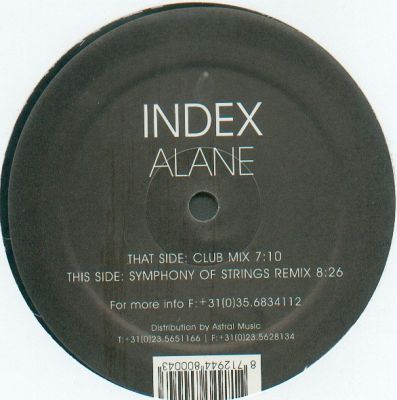 INDEX
ALANE
THAT SIDE: CLUB MIX 7:10
THIS SIDE: SYMPHONY OF STRINGS REMIX 8:26
For more info F:+31(0)35.6834112
Distribution by Astral Music
T:+31(0)23.5651166 | F:+31(0)23.5628134
8 712944 800043